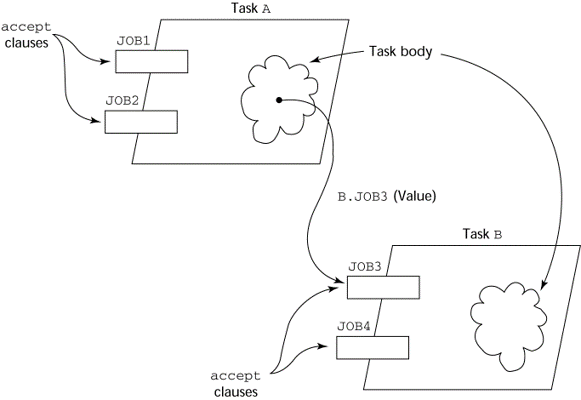 Task A
accept
clauses
JOB1
Task body
JOB2
B.JOB3 (Value)
Task B
JOB3
JOB4
accept
clauses